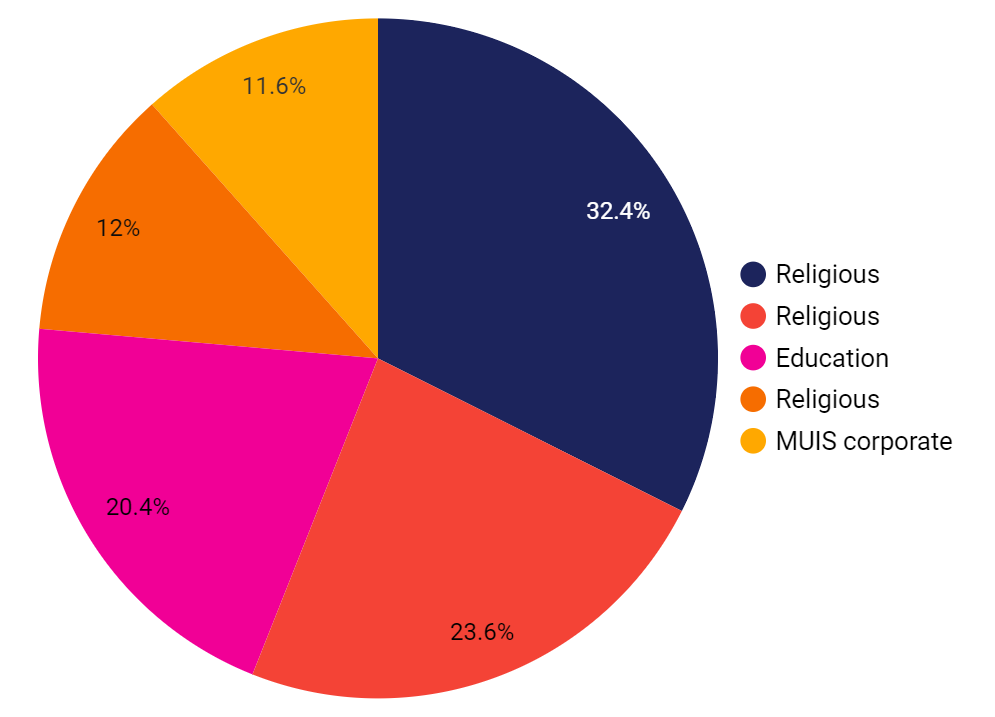 11.6%
32.4%
12%
20.4%
23.6%
Religious
Religious
Education
Religious
MUIS corporate